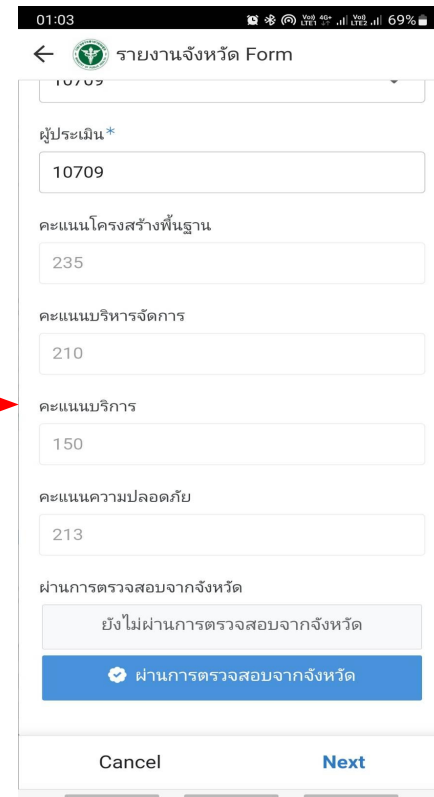 01:03 Vo)) LTE1 4G+ Vo)) LTE2 69%
รายงานจังหวัด Form
10709
ผู้ประเมิน*
10709
คะแนนโครงสร้างพื้นฐาน
235
คะแนนบริหารจัดการ
210
คะแนนบริการ
150
คะแนนความปลอดภัย
213
ผ่านการตรวจสอบจากจังหวัด
ยังไม่ผ่านการตรวจสอบจากจังหวัด
ผ่านการตรวจสอบจากจังหวัด
Cancel Next